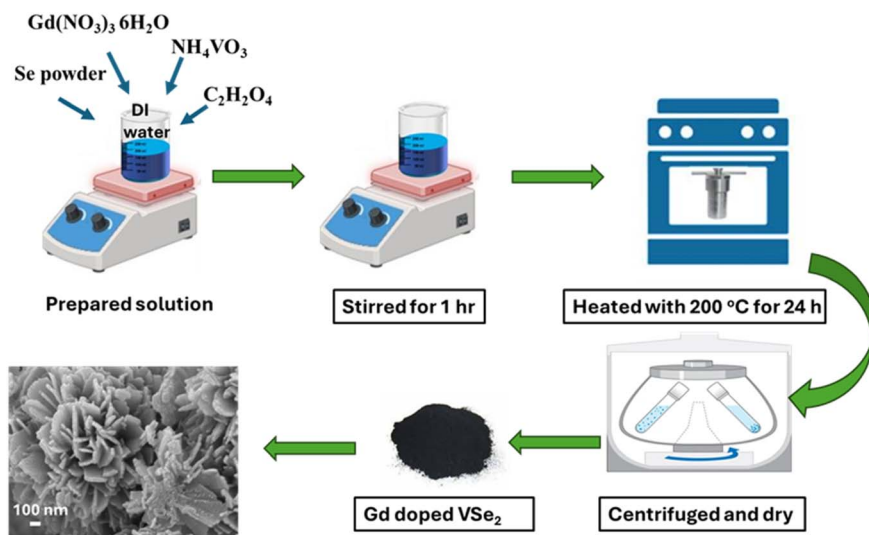 Gd(NO₃)₃ 6H₂O
NH₄VO₃
Se powder
C₂H₂O₄
DI
water
Prepared solution
Stirred for 1 hr
Heated with 200 °C for 24 h
100 nm
Gd doped VSe₂
Centrifuged and dry